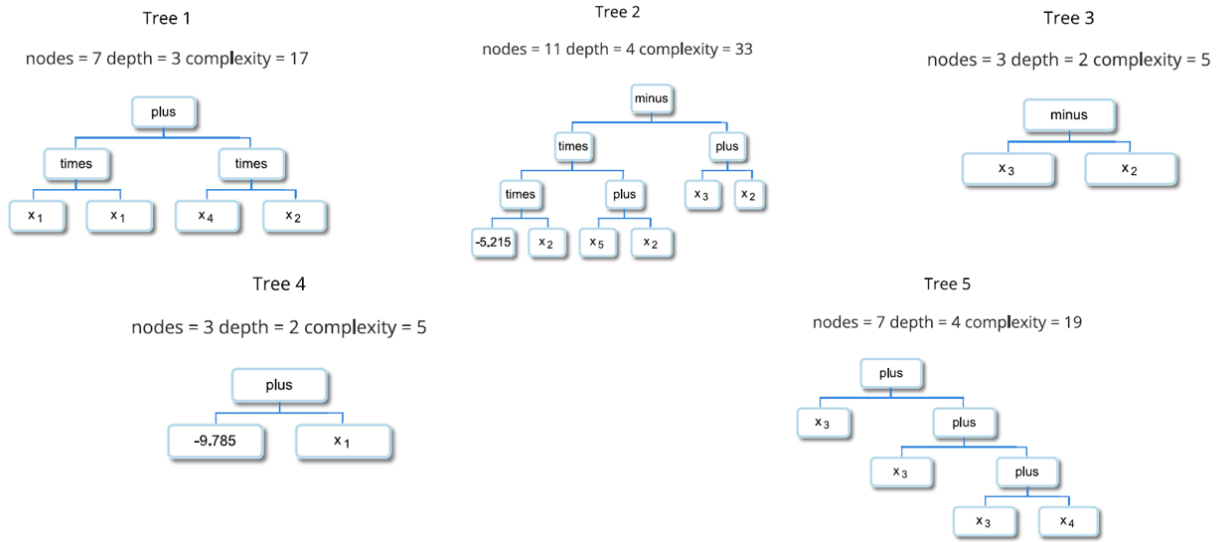 Tree 1
nodes = 7 depth = 3 complexity = 17
plus
times times
x1 x1 x4 x2
Tree 2
nodes = 11 depth = 4 complexity = 33
minus
times plus
times plus x3 x2
-5.215 x2 x5 x2
Tree 3
nodes = 3 depth = 2 complexity = 5
minus
x3 x2
Tree 4
nodes = 3 depth = 2 complexity = 5
plus
-9.785 x1
Tree 5
nodes = 7 depth = 4 complexity = 19
plus
x3 plus
x3 plus
x3 x4